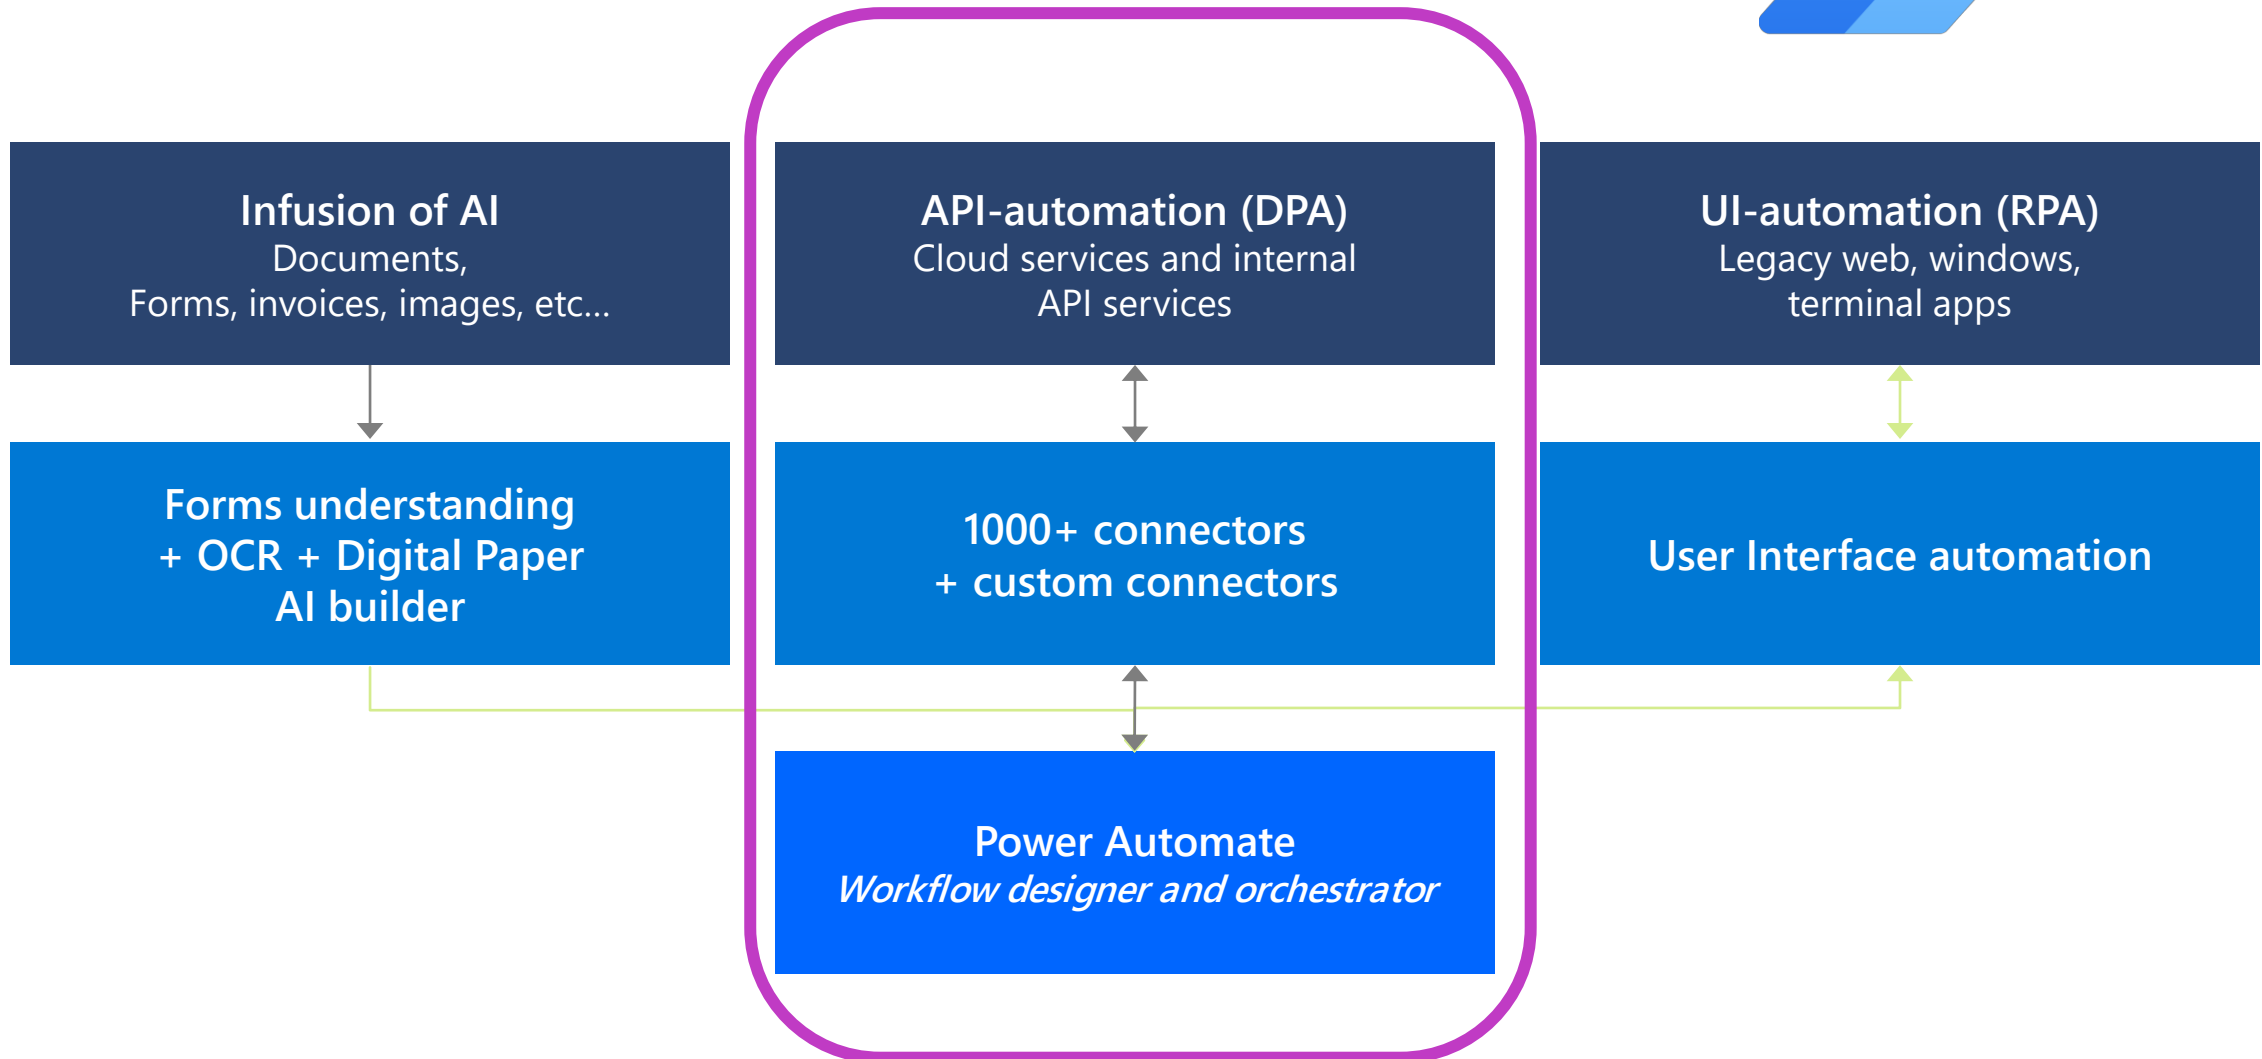 Infusion of AI
Documents,
Forms, invoices, images, etc...
API-automation (DPA)
Cloud services and internal
API services
UI-automation (RPA)
Legacy web, windows,
terminal apps
Forms understanding
+ OCR + Digital Paper
AI builder
1000+ connectors
+ custom connectors
User Interface automation
Power Automate
Workflow designer and orchestrator